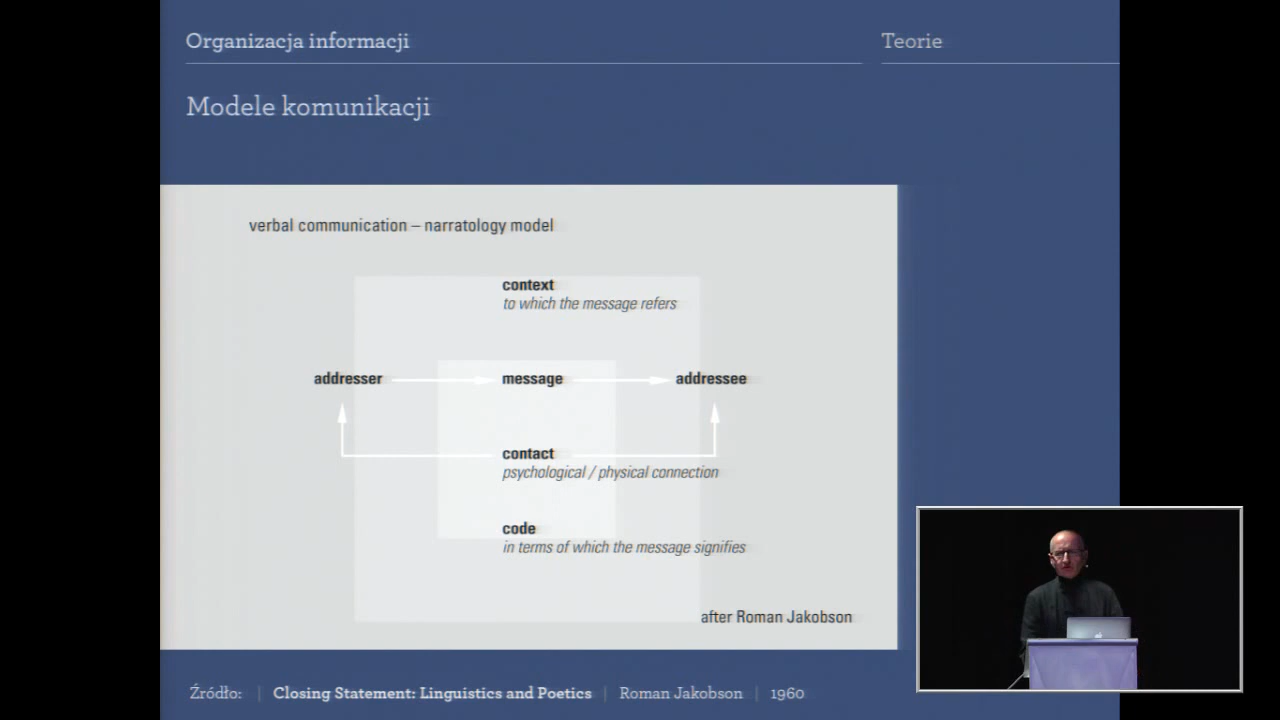 Organizacja informacji
Teorie
Modele komunikacji
verbal communication – narratology model
context
to which the message refers
addresser
message
addressee
contact
psychological / physical connection
code
in terms of which the message signifies
after Roman Jakobson
Źródło: | Closing Statement: Linguistics and Poetics | Roman Jakobson | 1960